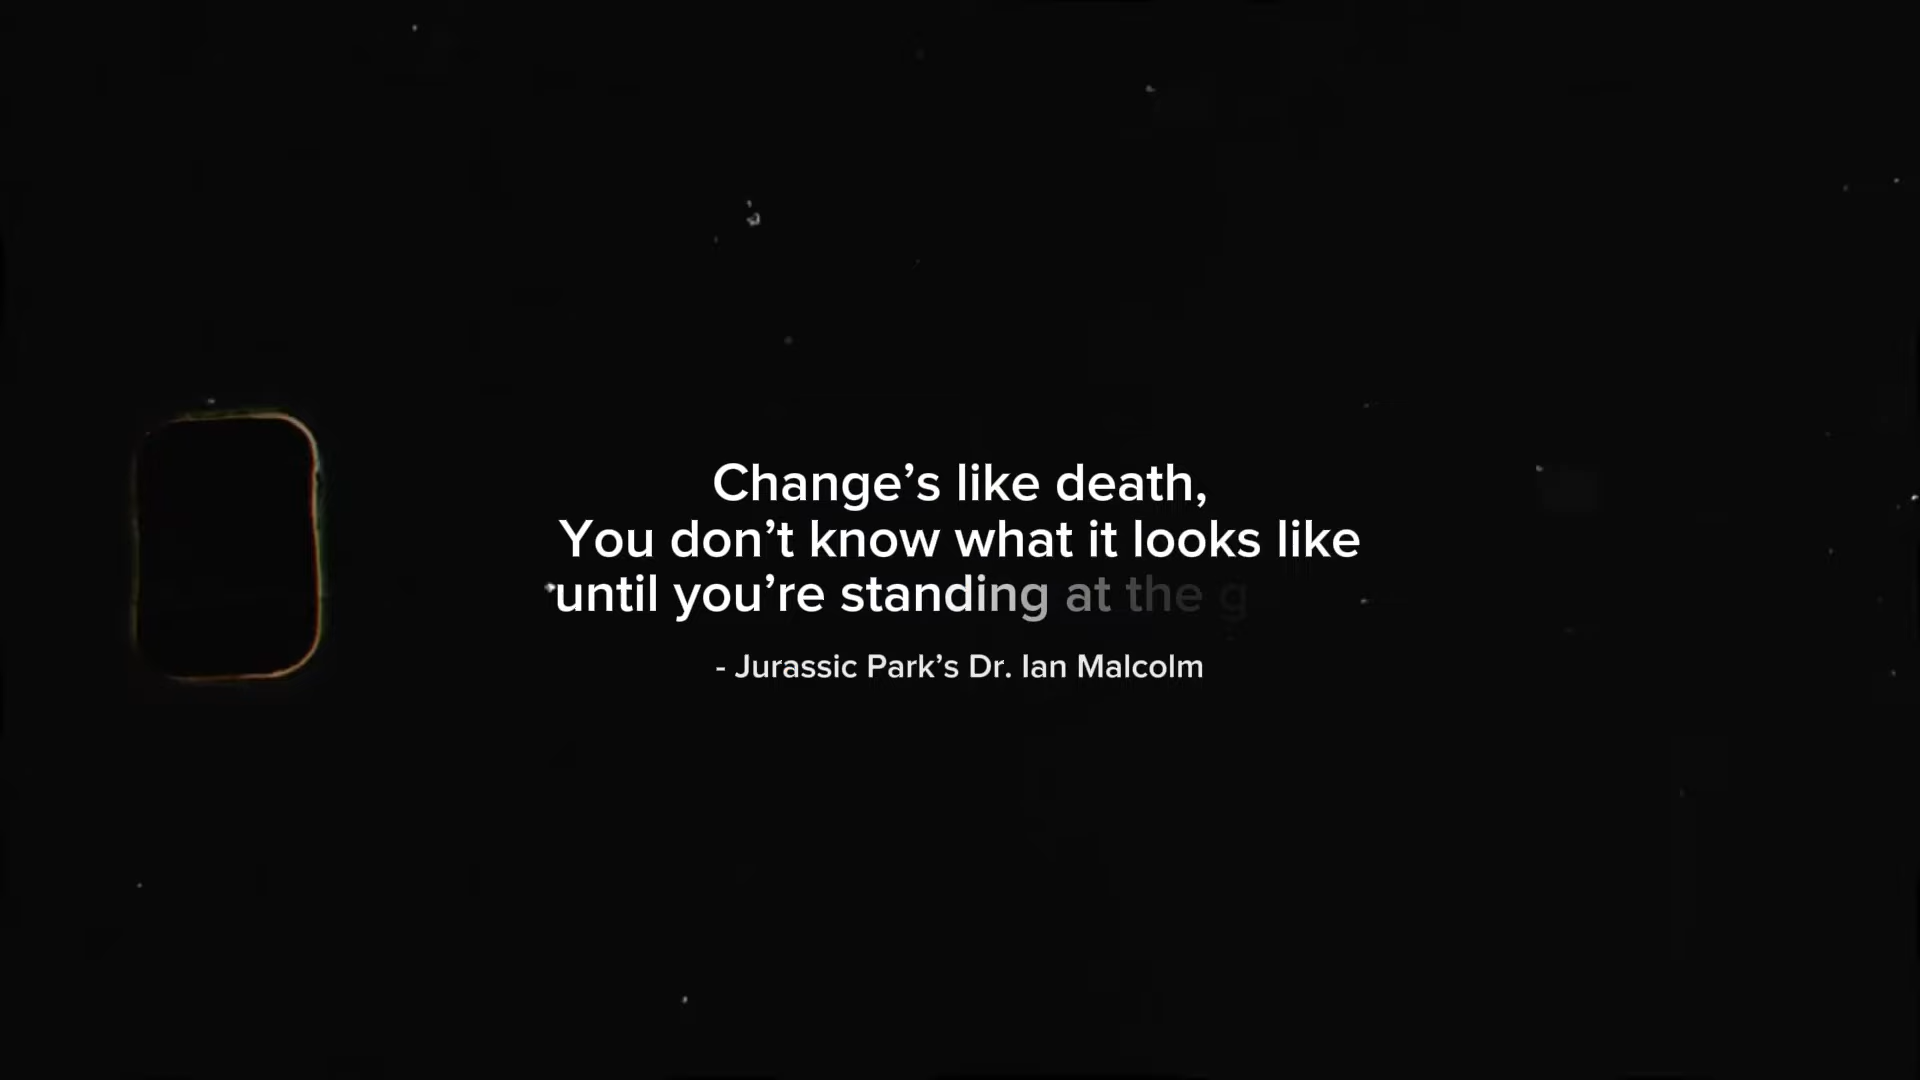 Change’s like death,
You don’t know what it looks like
until you’re standing at the g
- Jurassic Park’s Dr. Ian Malcolm